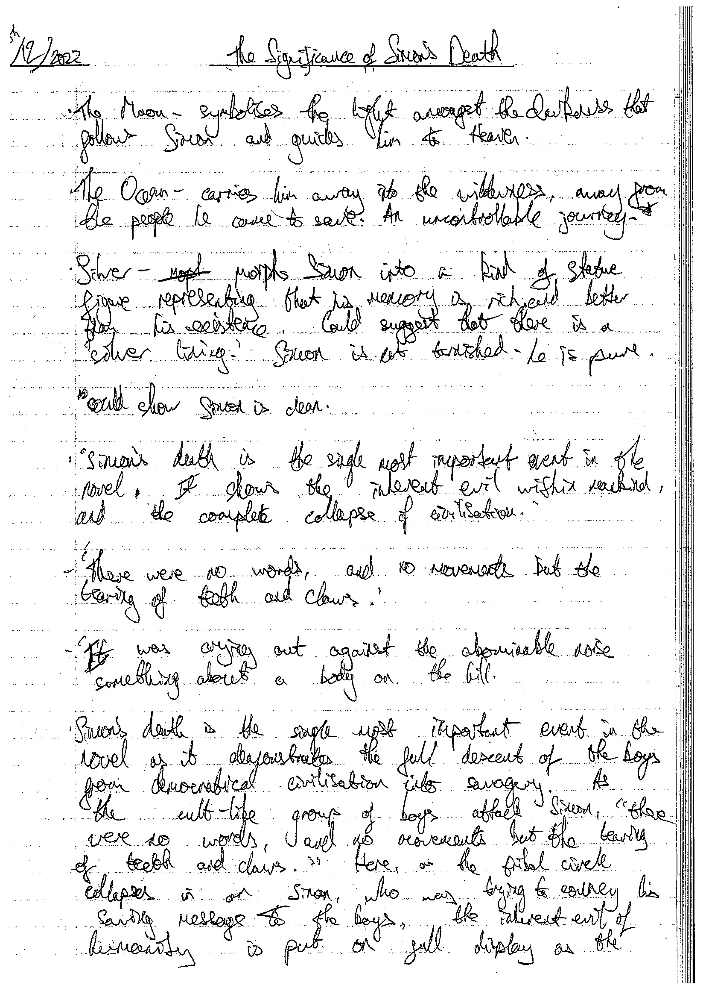 /12/2022
The Significance of Simon's Death
· The Moon - symbolises the light amongst the darkness that
follows Simon and guides him to Heaven.
· The Ocean - carries him away into the wilderness, away from
the people he came to save. An uncontrollable journey.*
· Silver - morphs Simon into a kind of statue
figure representing that his memory is rich and better
than his existence. Could suggest that there is a
'silver lining.' Simon is not tarnished - he is pure.
* could show Simon is clean.
· "Simon's death is the single most important event in the
novel. It shows the inherent evil within mankind,
and the complete collapse of civilisation."
- 'There were no words, and no movements but the
tearing of teeth and claws.'
- 'It was crying out against the abominable noise
something about a body on the hill.
· Simon's death is the single most important event in the
novel as it demonstrates the full descent of the boys
from democratical civilisation into savagery. As
the cult-like group of boys attack Simon, "there
were no words, and no movements but the tearing
of teeth and claws." Here, as the tribal circle
collapses in on Simon, who was trying to convey his
saving message to the boys, the inherent evil of
humanity is put on full display as the